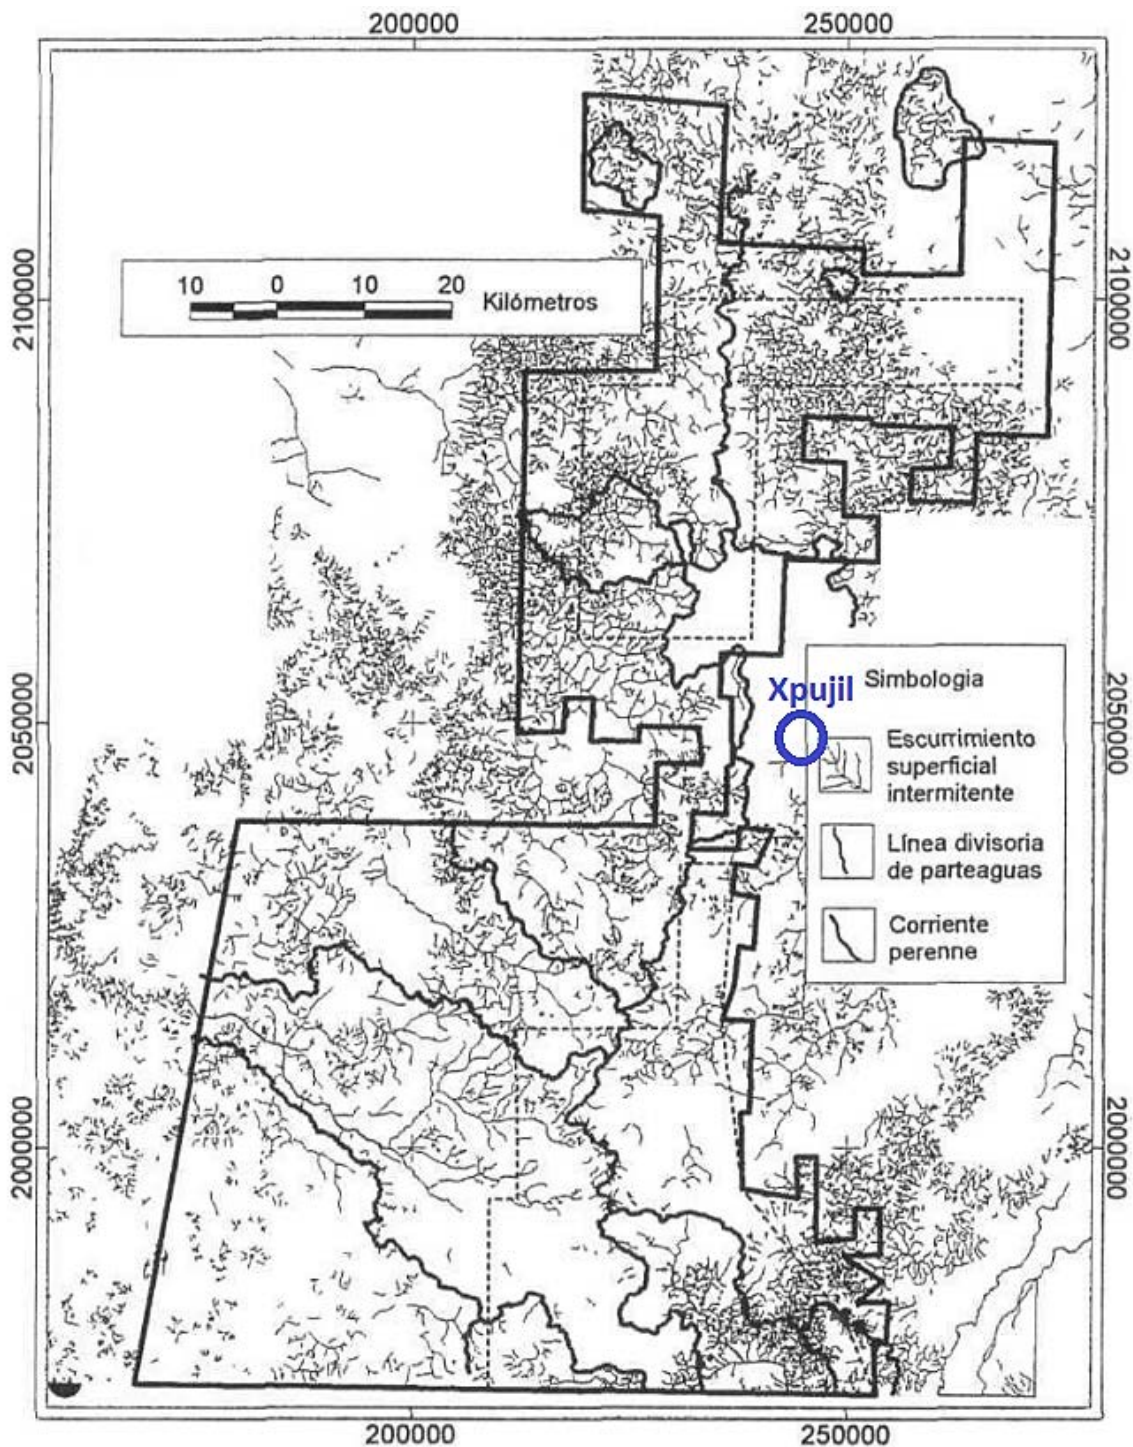 200000
250000
2100000
2100000
10 0 10 20
Kilómetros
2050000
2050000
Xpujil
Simbologia
Escurrimiento
superficial
intermitente
Línea divisoria
de parteaguas
Corriente
perenne
2000000
2000000
200000
250000